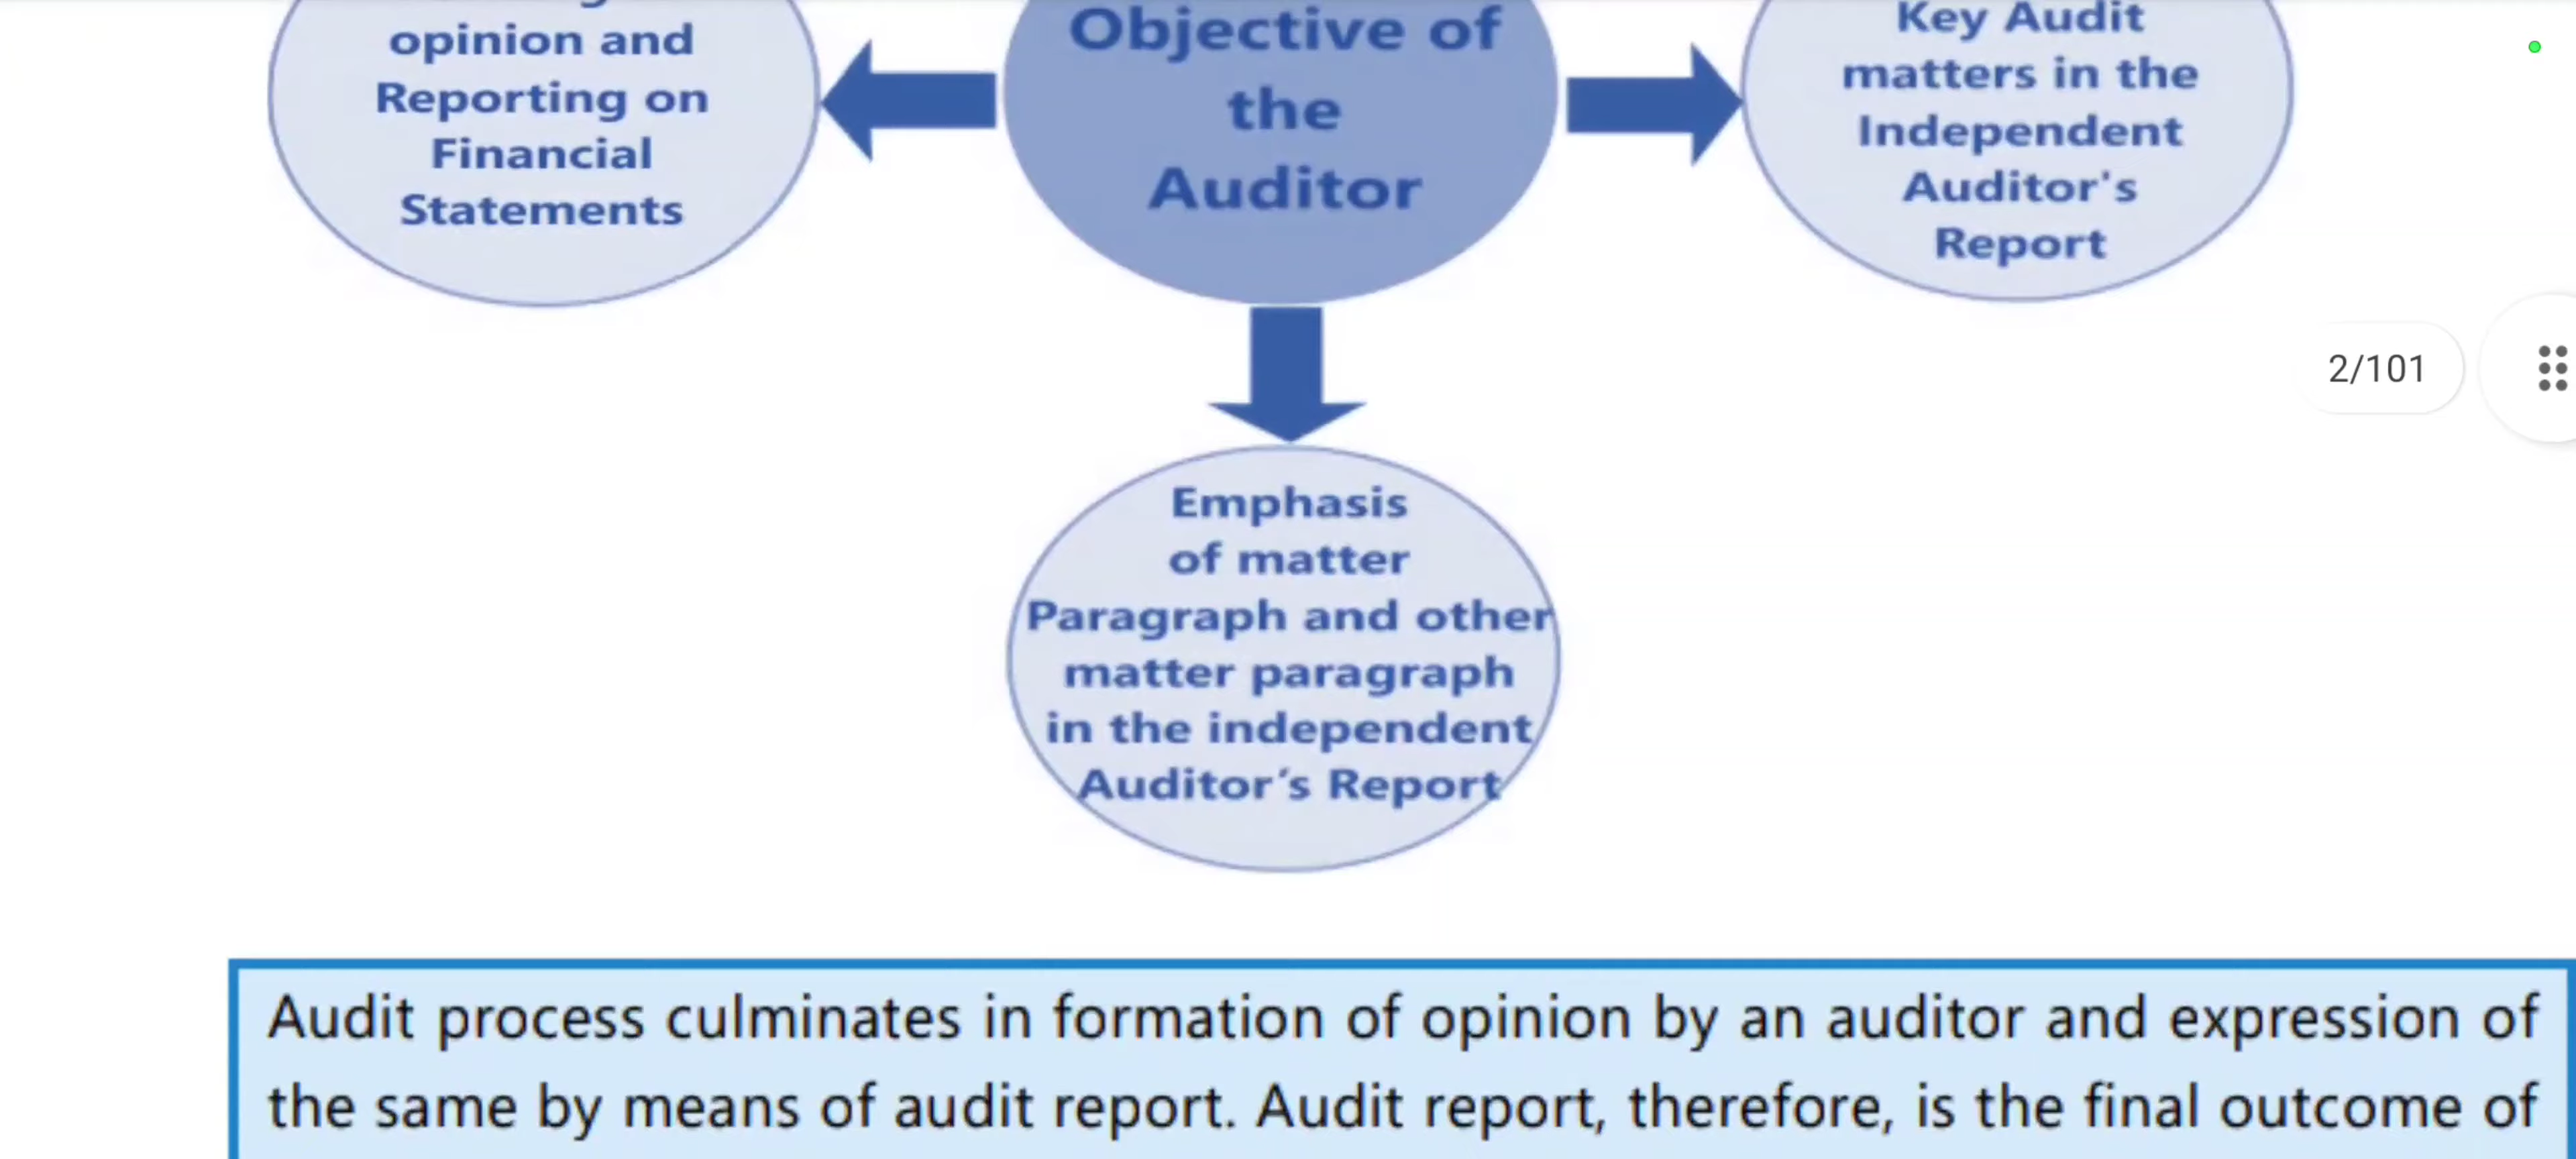 opinion and
Reporting on
Financial
Statements
Objective of
the
Auditor
Key Audit
matters in the
Independent
Auditor's
Report
2/101
Emphasis
of matter
Paragraph and other
matter paragraph
in the independent
Auditor’s Report
Audit process culminates in formation of opinion by an auditor and expression of
the same by means of audit report. Audit report, therefore, is the final outcome of